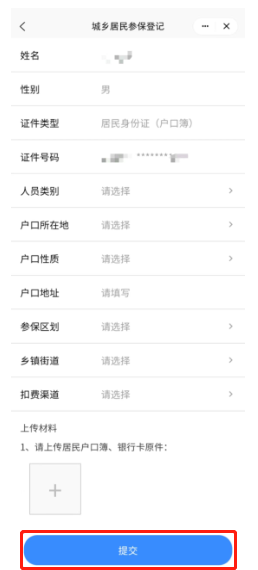 城乡居民参保登记
姓名
性别 男
证件类型 居民身份证（户口簿）
证件号码 ********
人员类别 请选择
户口所在地 请选择
户口性质 请选择
户口地址 请填写
参保区划 请选择
乡镇街道 请选择
扣费渠道 请选择
上传材料
1、请上传居民户口簿、银行卡原件：
提交